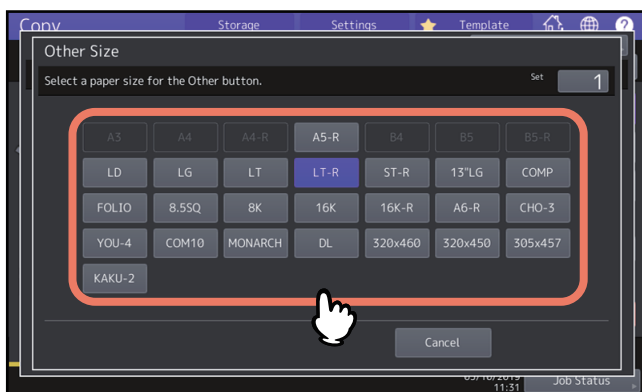 Copy Storage Settings Template ?
Other Size
Select a paper size for the Other button. Set 1
A3 A4 A4-R A5-R B4 B5 B5-R
LD LG LT LT-R ST-R 13"LG COMP
FOLIO 8.5SQ 8K 16K 16K-R A6-R CHO-3
YOU-4 COM10 MONARCH DL 320x460 320x450 305x457
KAKU-2
Cancel
11:31 Job Status